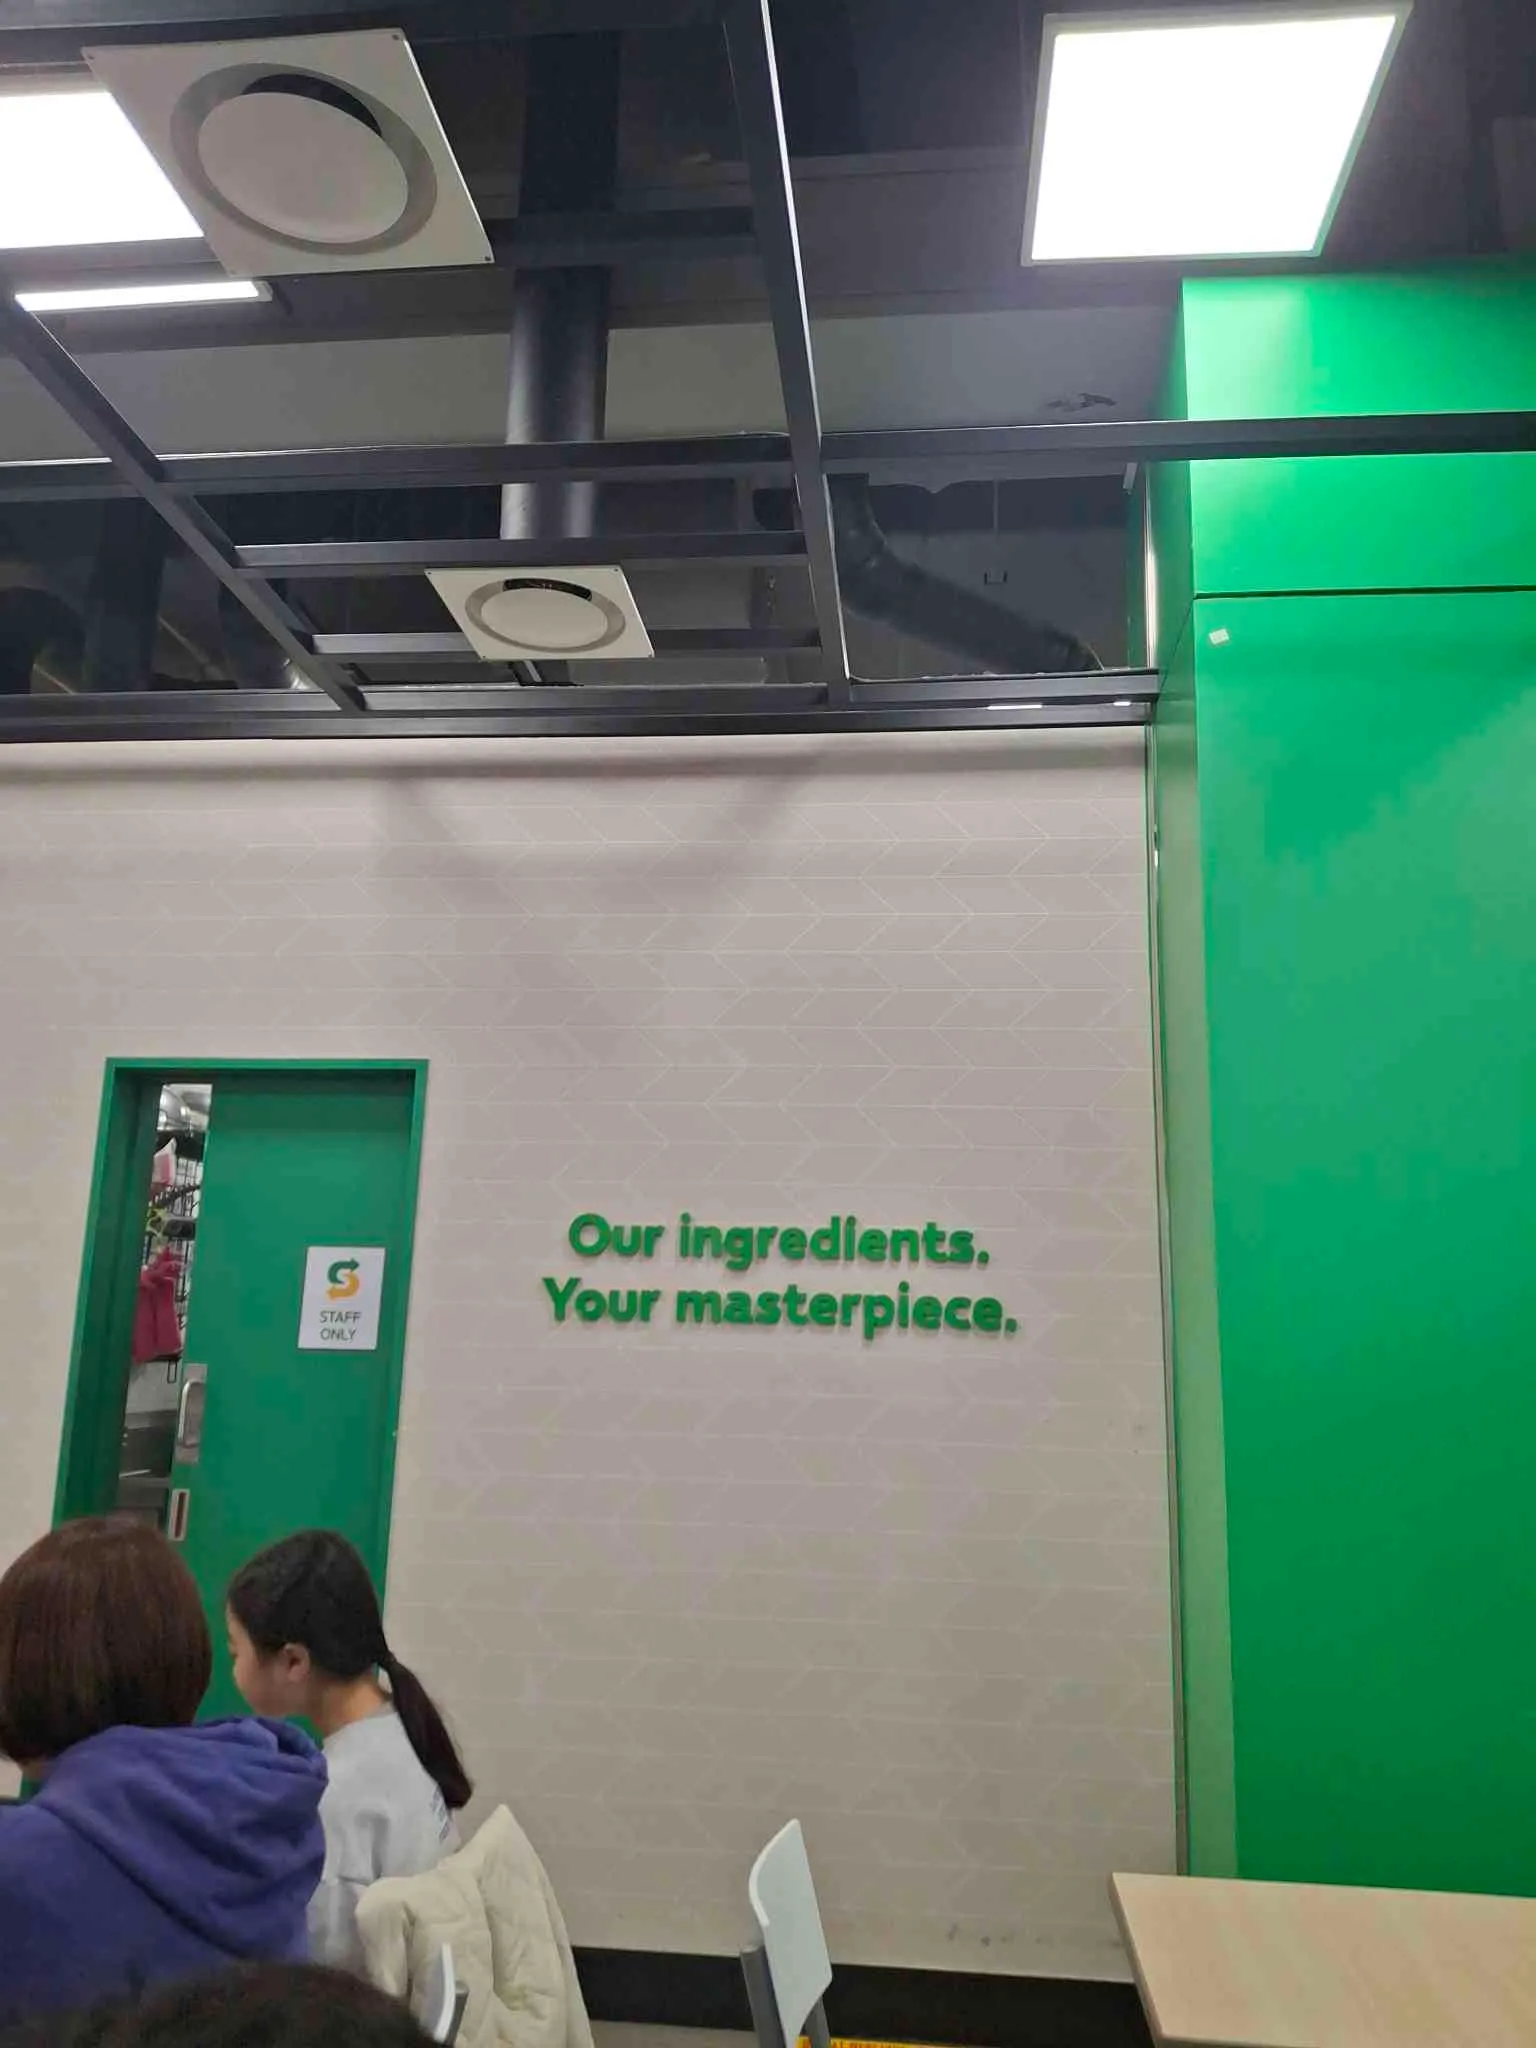 Our ingredients.
Your masterpiece.
STAFF
ONLY